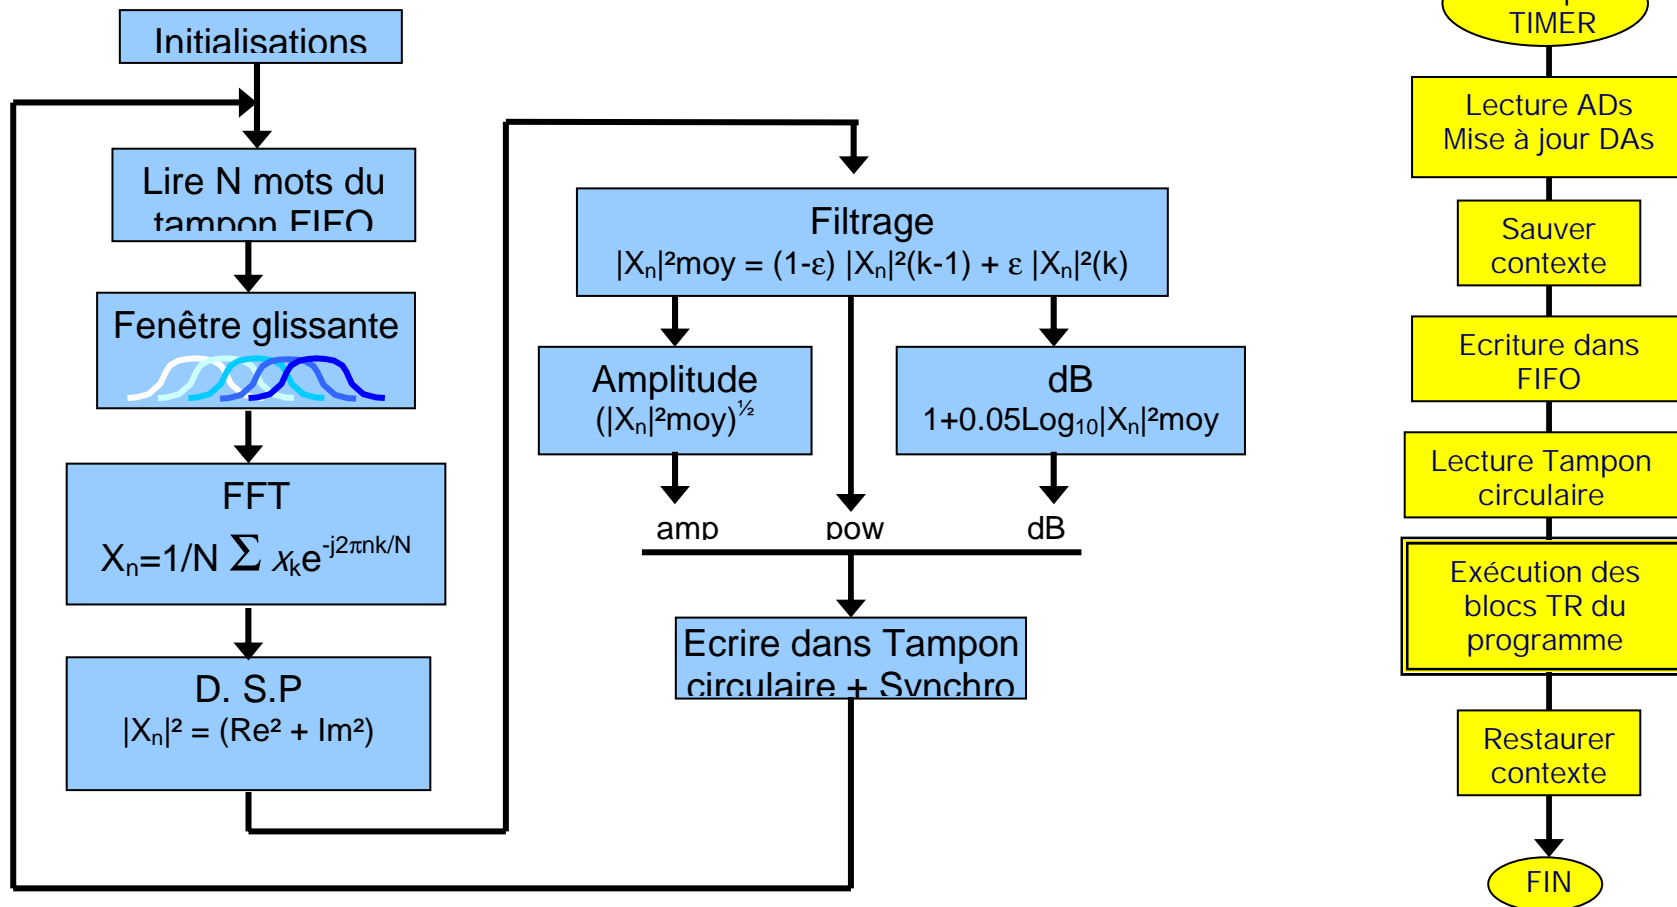 Initialisations
Lire N mots du
tampon FIFO
Fenêtre glissante
FFT
Xn=1/N Σ xke-j2πnk/N
D. S.P
|Xn|² = (Re² + Im²)
Filtrage
|Xn|²moy = (1-ε) |Xn|²(k-1) + ε |Xn|²(k)
Amplitude
(|Xn|²moy)½
dB
1+0.05Log10|Xn|²moy
amp pow dB
Ecrire dans Tampon
circulaire + Synchro
TIMER
Lecture ADs
Mise à jour DAs
Sauver
contexte
Ecriture dans
FIFO
Lecture Tampon
circulaire
Exécution des
blocs TR du
programme
Restaurer
contexte
FIN